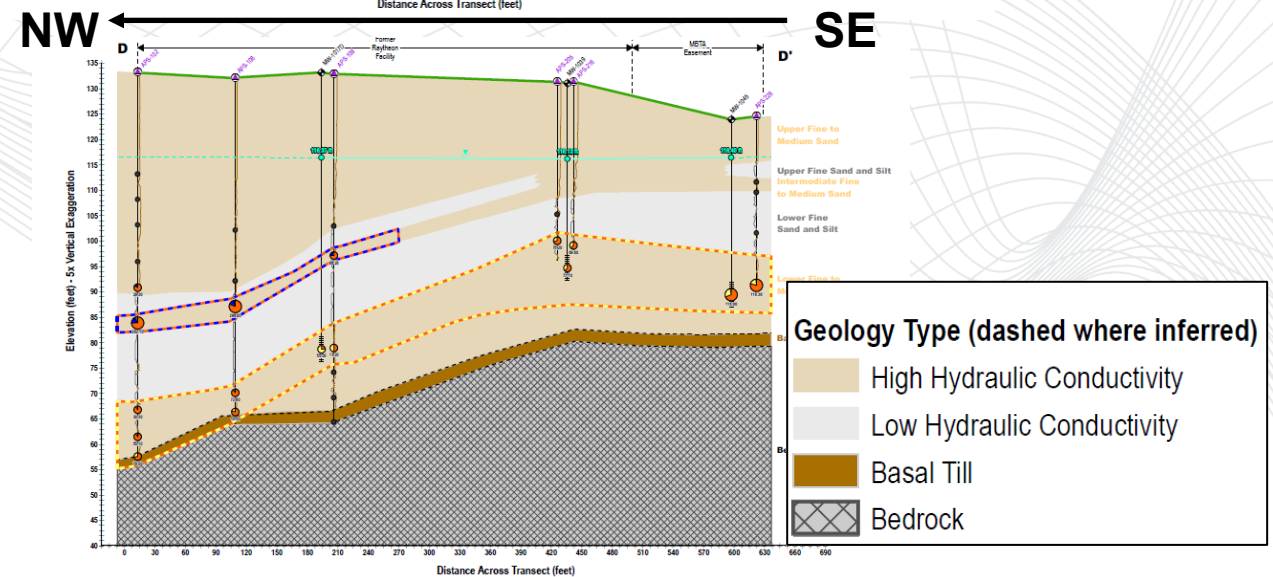 Distance Across Transect (feet)
NW
SE
D
Former
Raytheon
Facility
MBTA
Easement
D'
135
130
125
120
115
110
105
100
95
90
85
80
75
70
65
60
55
50
45
40
Elevation (feet) - 5x Vertical Exaggeration
Upper Fine to
Medium Sand
Upper Fine Sand and Silt
Intermediate Fine
to Medium Sand
Lower Fine
Sand and Silt
Lower Fine to
Geology Type (dashed where inferred)
High Hydraulic Conductivity
Low Hydraulic Conductivity
Basal Till
Bedrock
0 30 60 90 120 150 180 210 240 270 300 330 360 390 420 450 480 510 540 570 600 630 660 690
Distance Across Transect (feet)